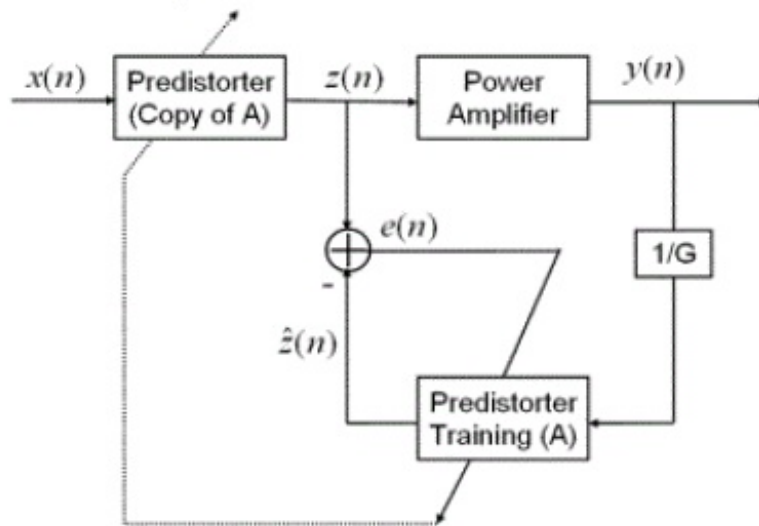 x(n)
Predistorter
(Copy of A)
z(n)
Power
Amplifier
y(n)
e(n)
1/G
-
ẑ(n)
Predistorter
Training (A)